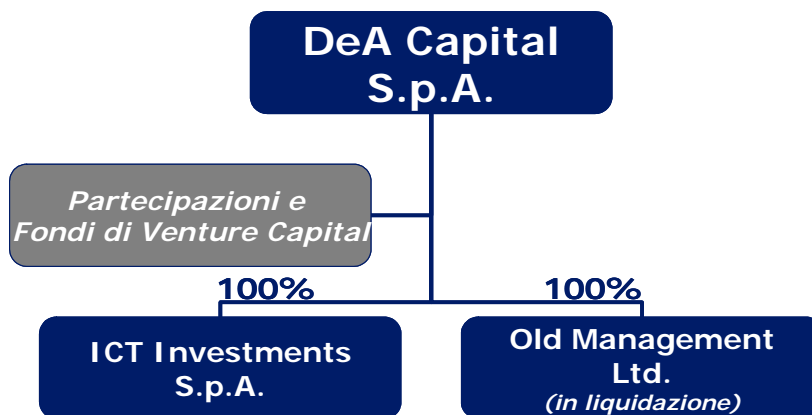 DeA Capital
S.p.A.
Partecipazioni e
Fondi di Venture Capital
100%
100%
ICT Investments
S.p.A.
Old Management
Ltd.
(in liquidazione)